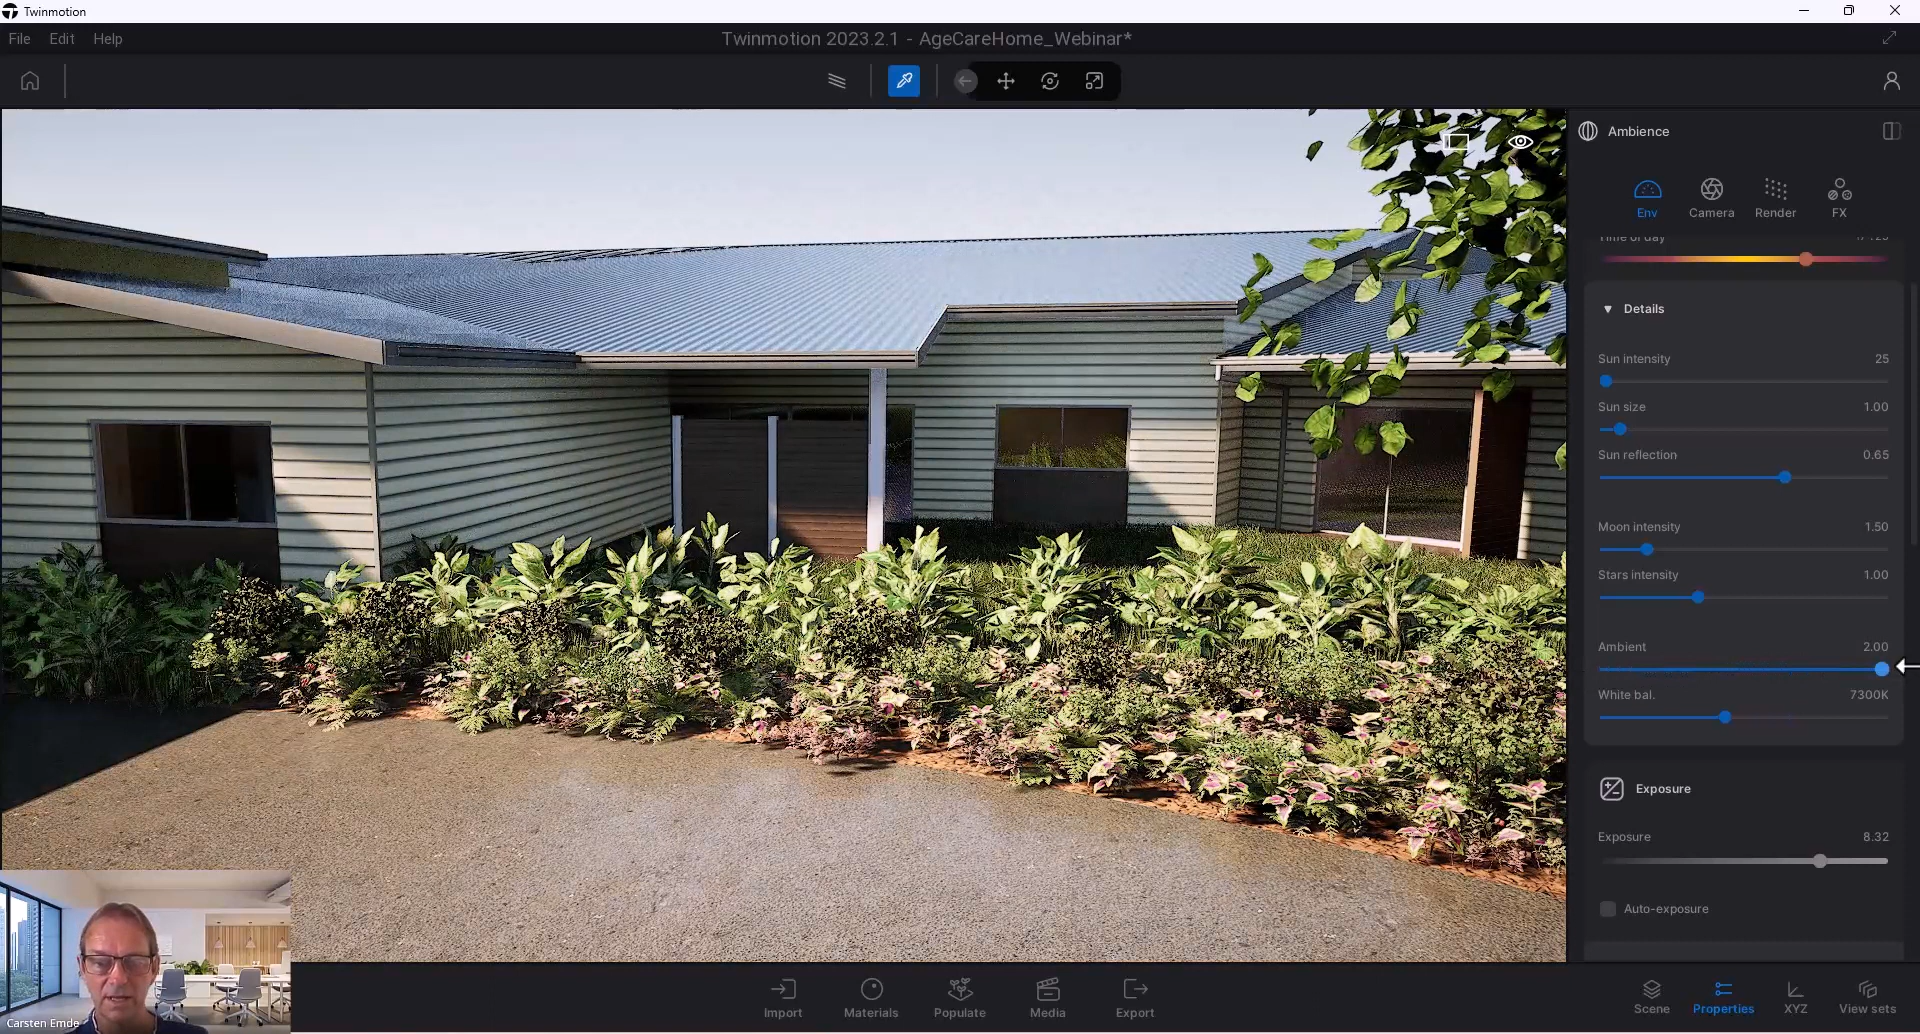 Twinmotion
File Edit Help
Twinmotion 2023.2.1 - AgeCareHome_Webinar*
Ambience
Env Camera Render FX
Time of day
Details
Sun intensity 25
Sun size 1.00
Sun reflection 0.65
Moon intensity 1.50
Stars intensity 1.00
Ambient 2.00
White bal. 7300K
Exposure
Exposure 8.32
Auto-exposure
Import Materials Populate Media Export
Scene Properties XYZ View sets
Carsten Emde